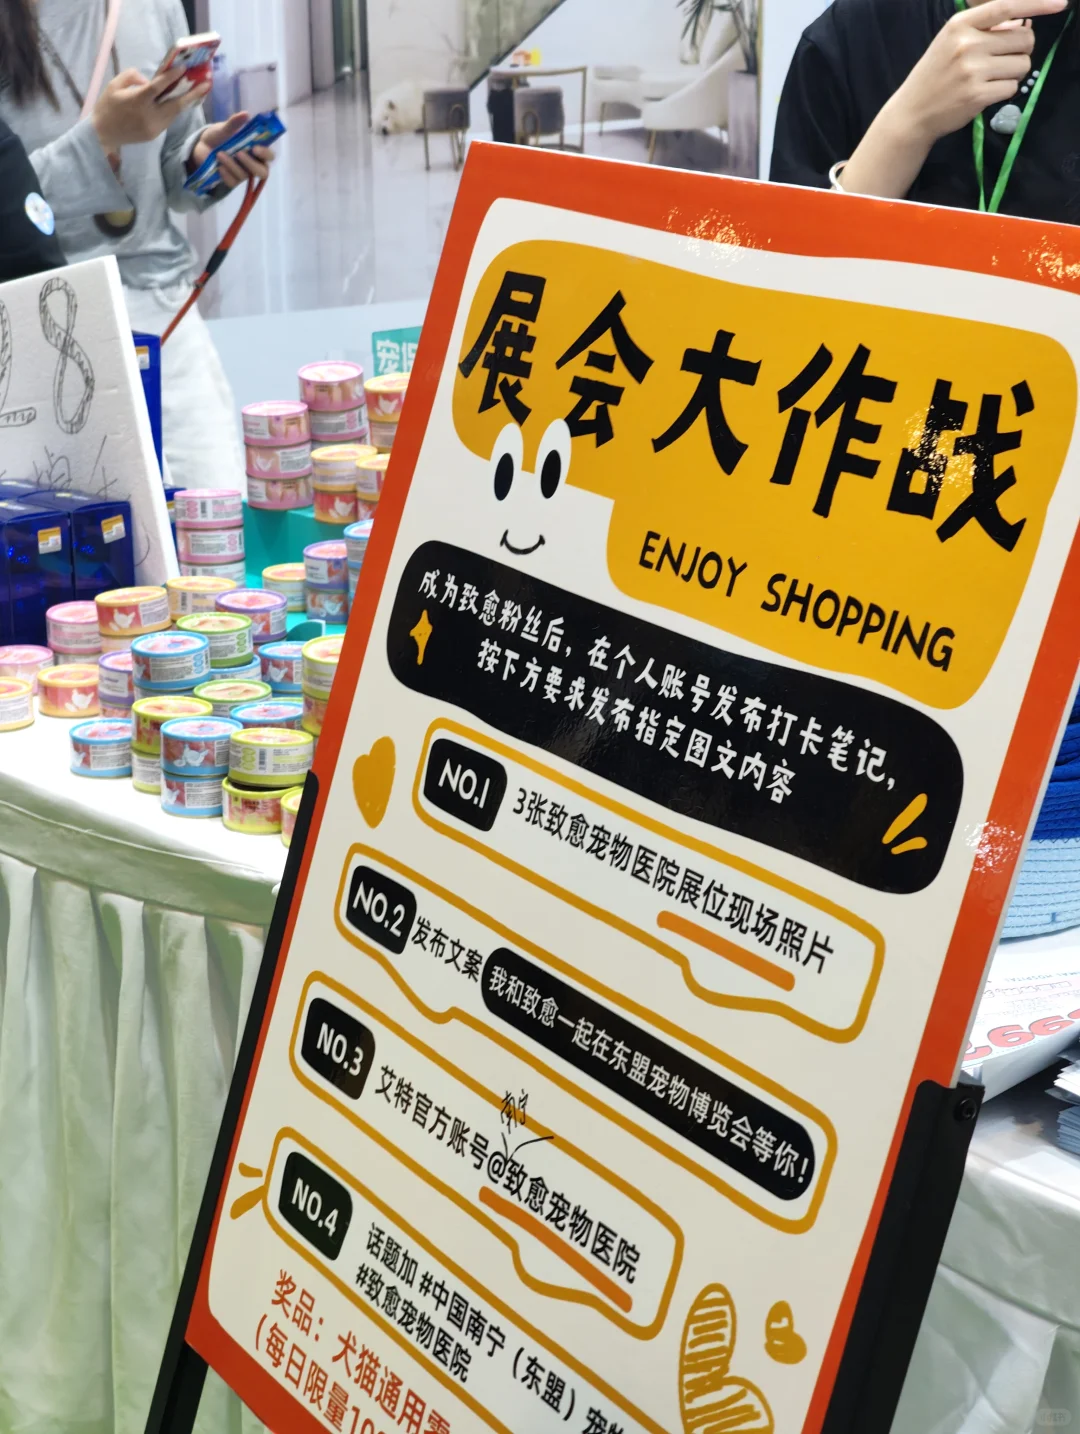 展会大作战
ENJOY SHOPPING
成为致愈粉丝后，在个人账号发布打卡笔记，
按下方要求发布指定图文内容
NO.1 3张致愈宠物医院展位现场照片
NO.2 发布文案 我和致愈一起在东盟宠物博览会等你！
南宁
NO.3 艾特官方账号@致愈宠物医院
NO.4 话题加 #中国南宁（东盟）宠物
#致愈宠物医院
奖品：犬猫通用零
（每日限量10
28